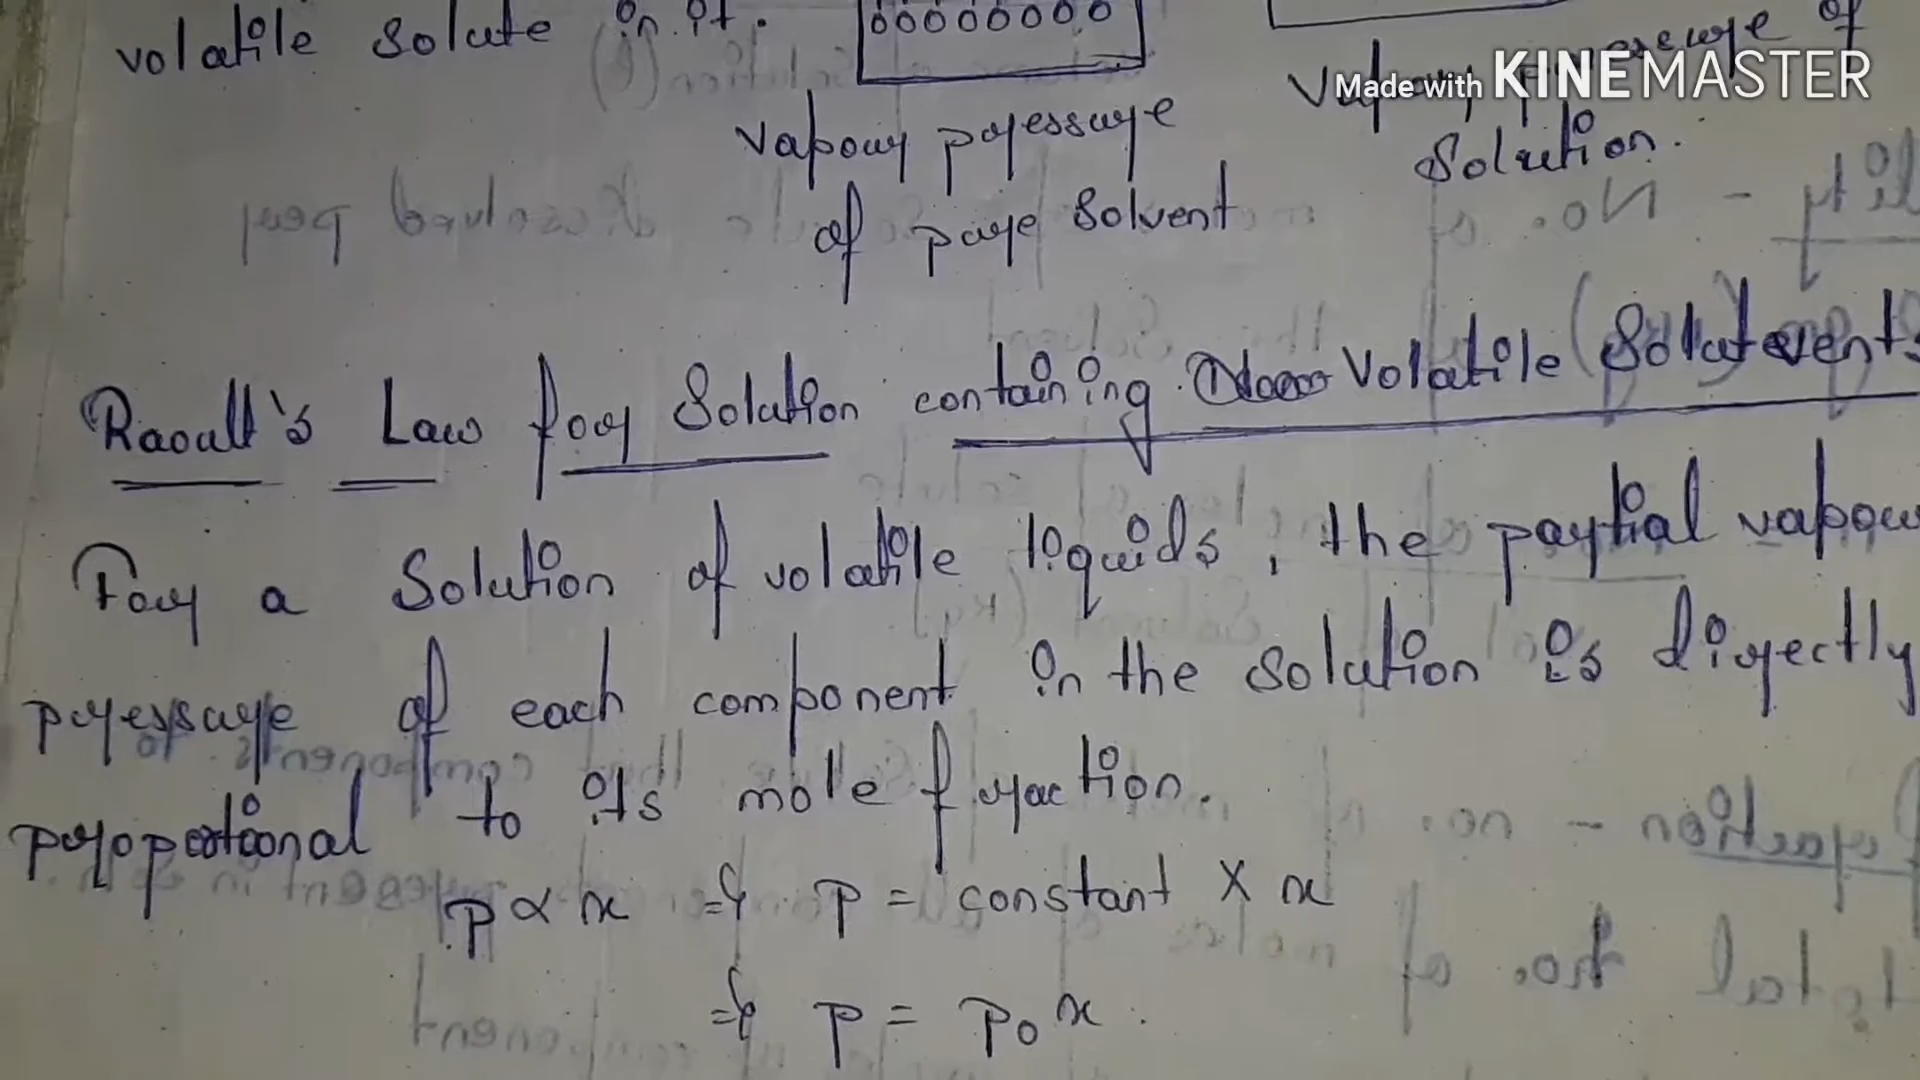 volatile solute in it.
Vapour pressure of
Made with KINEMASTER
vapour pressure
solution.
of pure solvent
Raoult's Law for Solution containing volatile (Solvent
For a solution of volatile liquids, the partial vapour
pressure of each component in the solution is directly
proportional to its mole fraction.
p ∝ x ⇒ p = constant × x
⇒ p = p₀ x.